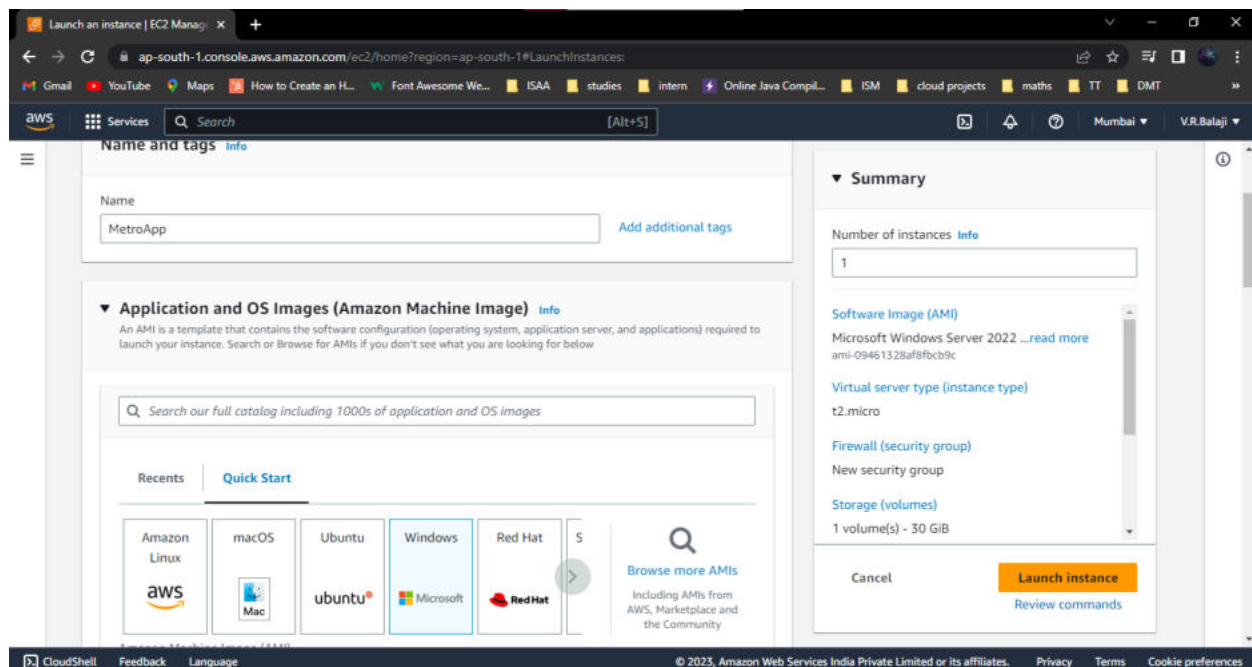 Launch an instance | EC2 Manag
ap-south-1.console.aws.amazon.com/ec2/home?region=ap-south-1#LaunchInstances:
Gmail YouTube Maps How to Create an H... Font Awesome We... ISAA studies intern Online Java Compil... ISM cloud projects maths TT DMT
aws Services Search [Alt+S] Mumbai V.R.Balaji
Name and tags Info
Name
MetroApp
Add additional tags
Application and OS Images (Amazon Machine Image) Info
An AMI is a template that contains the software configuration (operating system, application server, and applications) required to
launch your instance. Search or Browse for AMIs if you don't see what you are looking for below
Search our full catalog including 1000s of application and OS images
Recents Quick Start
Amazon
Linux
aws
macOS
Mac
Ubuntu
ubuntu
Windows
Microsoft
Red Hat
Red Hat
S
Browse more AMIs
Including AMIs from
AWS, Marketplace and
the Community
Amazon Machine Image (AMI)
Summary
Number of instances Info
1
Software Image (AMI)
Microsoft Windows Server 2022 ...read more
ami-09461328af8fbcb9c
Virtual server type (instance type)
t2.micro
Firewall (security group)
New security group
Storage (volumes)
1 volume(s) - 30 GiB
Cancel
Launch instance
Review commands
CloudShell Feedback Language © 2023, Amazon Web Services India Private Limited or its affiliates. Privacy Terms Cookie preferences